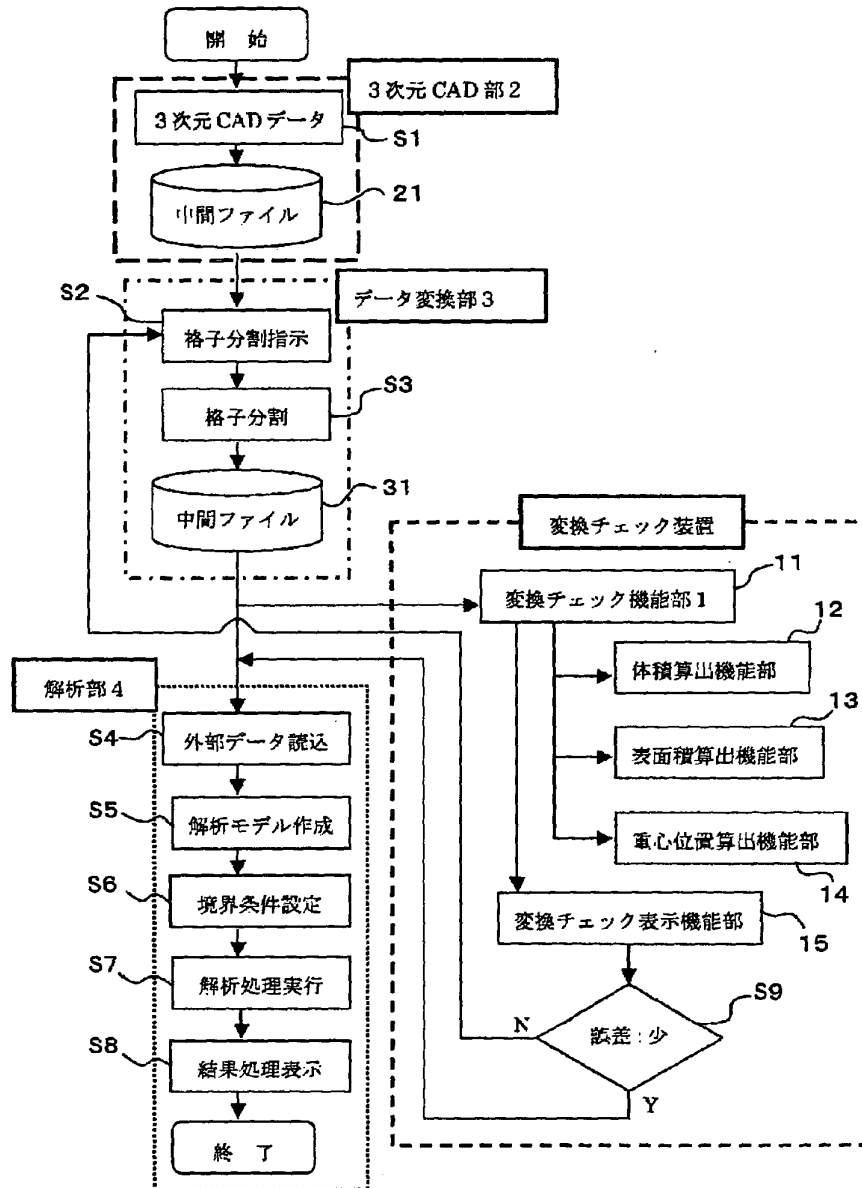 開 始
3次元 CAD 部2
3次元CADデータ
S1
中間ファイル
21
データ変換部3
S2
格子分割指示
S3
格子分割
中間ファイル
31
変換チェック装置
変換チェック機能部1
11
体積算出機能部
12
表面積算出機能部
13
重心位置算出機能部
14
変換チェック表示機能部
15
誤差:少
S9
N
Y
解析部4
S4
外部データ読込
S5
解析モデル作成
S6
境界条件設定
S7
解析処理実行
S8
結果処理表示
終 了